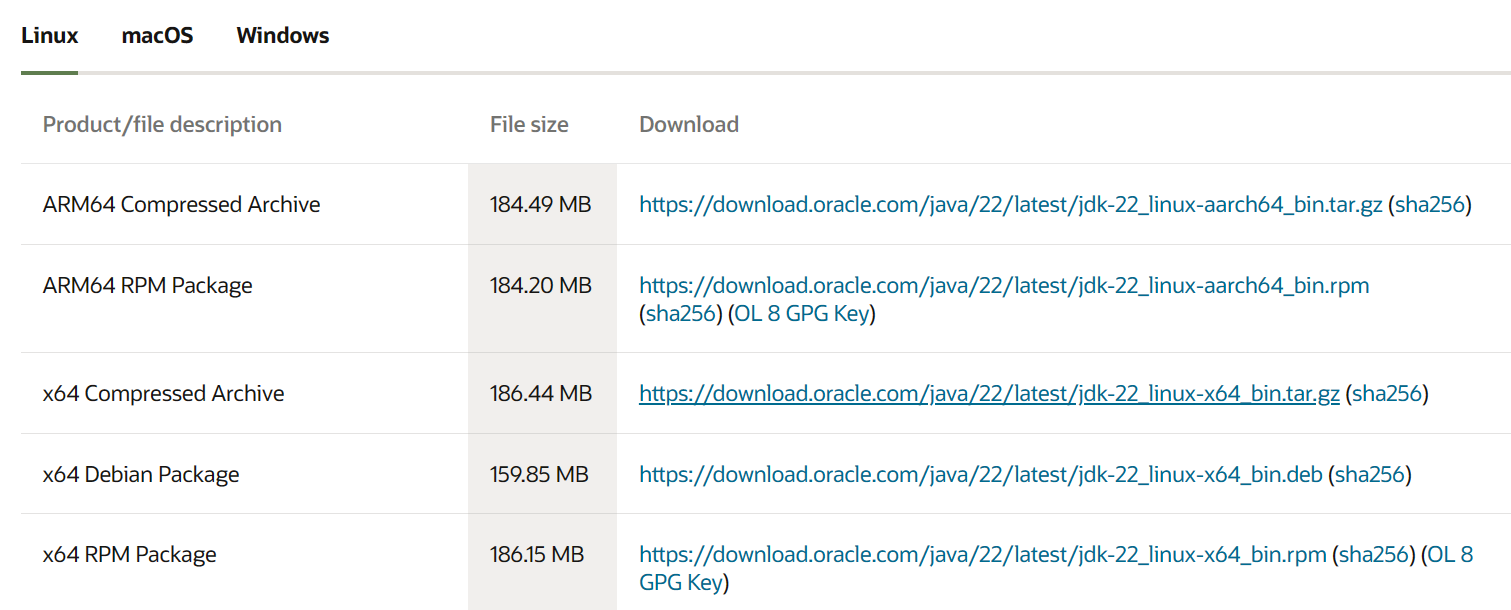 Linux macOS Windows
Product/file description File size Download
ARM64 Compressed Archive 184.49 MB https://download.oracle.com/java/22/latest/jdk-22_linux-aarch64_bin.tar.gz (sha256)
ARM64 RPM Package 184.20 MB https://download.oracle.com/java/22/latest/jdk-22_linux-aarch64_bin.rpm
(sha256) (OL 8 GPG Key)
x64 Compressed Archive 186.44 MB https://download.oracle.com/java/22/latest/jdk-22_linux-x64_bin.tar.gz (sha256)
x64 Debian Package 159.85 MB https://download.oracle.com/java/22/latest/jdk-22_linux-x64_bin.deb (sha256)
x64 RPM Package 186.15 MB https://download.oracle.com/java/22/latest/jdk-22_linux-x64_bin.rpm (sha256) (OL 8
GPG Key)